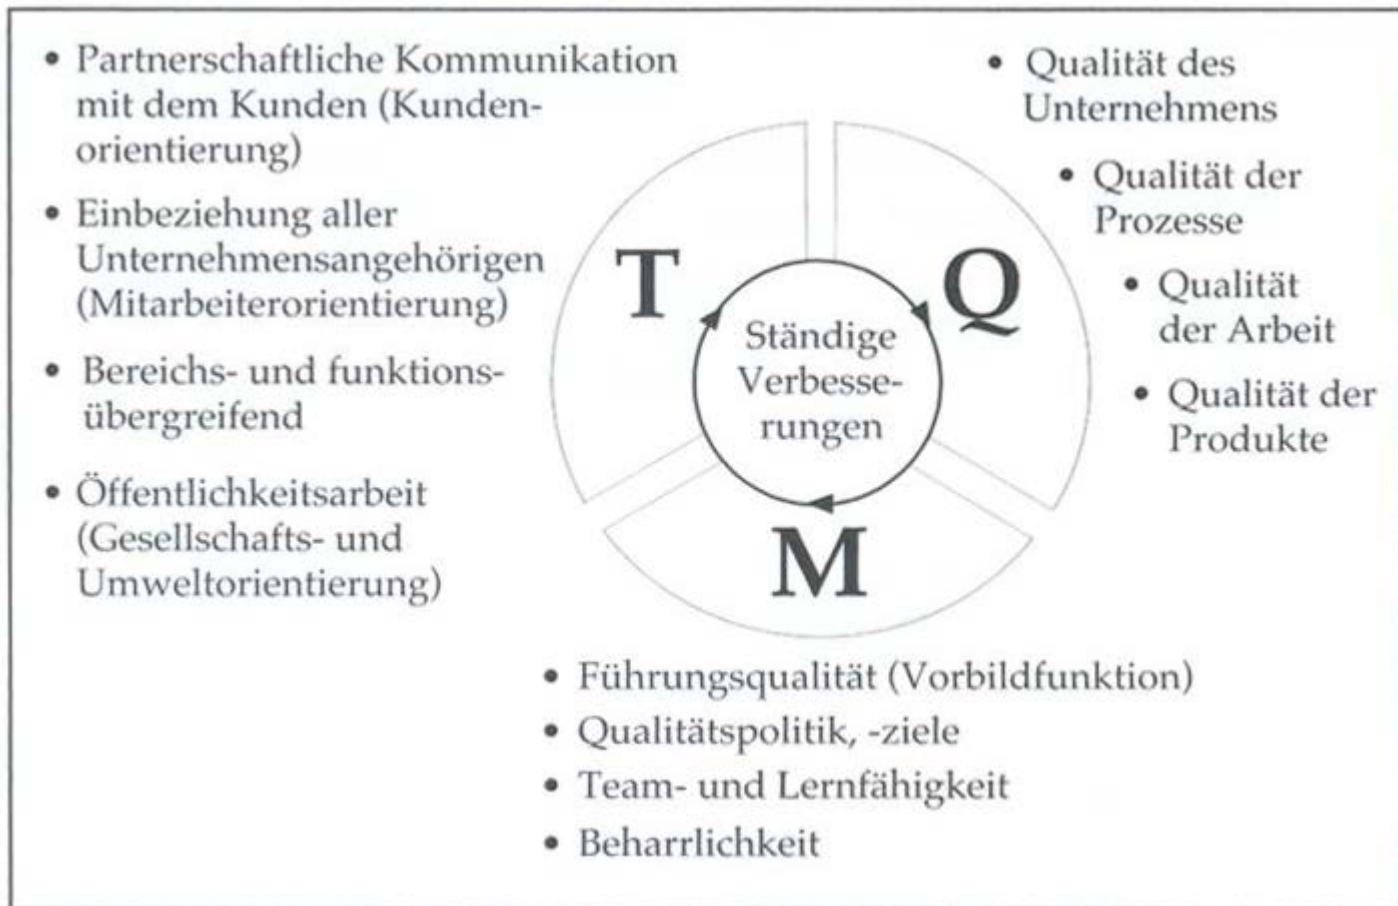 • Partnerschaftliche Kommunikation
mit dem Kunden (Kunden-
orientierung)
• Einbeziehung aller
Unternehmensangehörigen
(Mitarbeiterorientierung)
• Bereichs- und funktions-
übergreifend
• Öffentlichkeitsarbeit
(Gesellschafts- und
Umweltorientierung)
T
Q
M
Ständige
Verbesse-
rungen
• Qualität des
Unternehmens
• Qualität der
Prozesse
• Qualität
der Arbeit
• Qualität der
Produkte
• Führungsqualität (Vorbildfunktion)
• Qualitätspolitik, -ziele
• Team- und Lernfähigkeit
• Beharrlichkeit